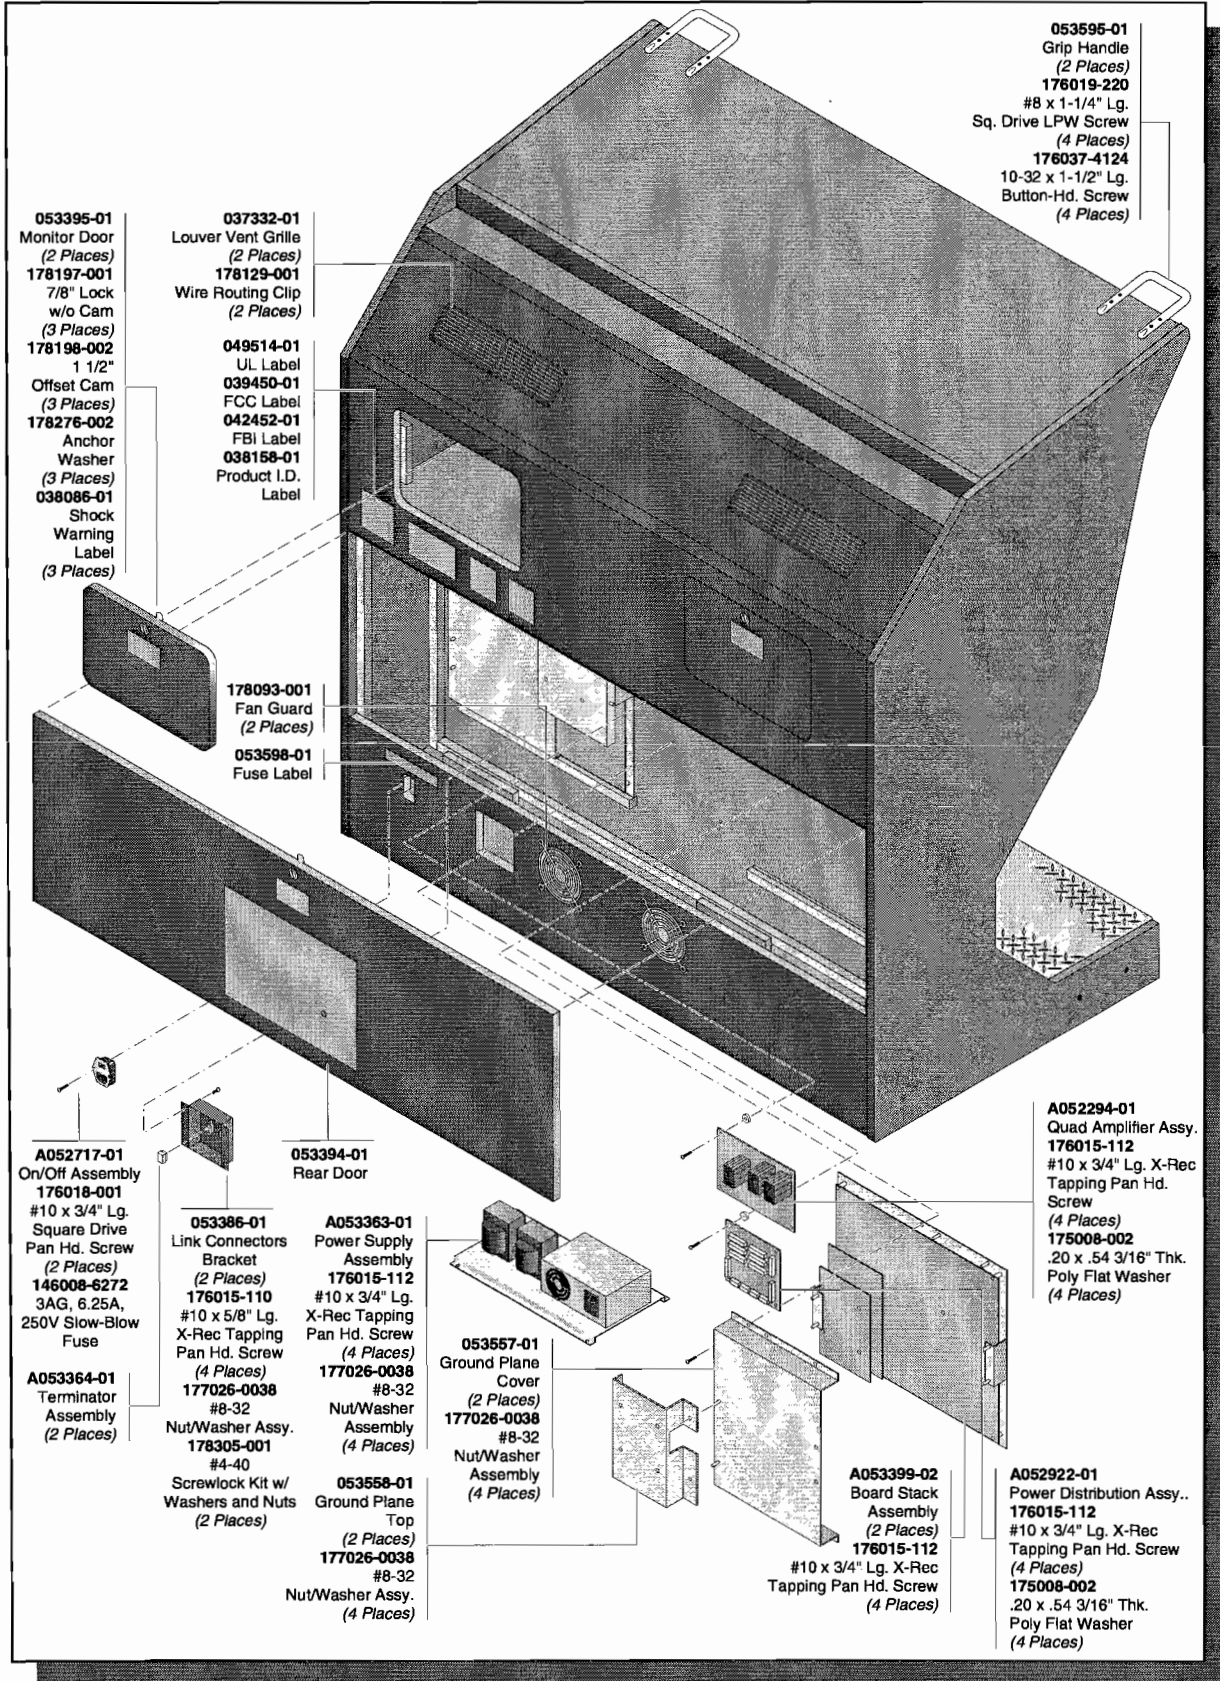 053595-01
Grip Handle
(2 Places)
176019-220
#8 x 1-1/4" Lg.
Sq. Drive LPW Screw
(4 Places)
176037-4124
10-32 x 1-1/2" Lg.
Button-Hd. Screw
(4 Places)
053395-01
Monitor Door
(2 Places)
178197-001
7/8" Lock
w/o Cam
(3 Places)
178198-002
1 1/2"
Offset Cam
(3 Places)
178276-002
Anchor
Washer
(3 Places)
038086-01
Shock
Warning
Label
(3 Places)
037332-01
Louver Vent Grille
(2 Places)
178129-001
Wire Routing Clip
(2 Places)
049514-01
UL Label
039450-01
FCC Label
042452-01
FBI Label
038158-01
Product I.D.
Label
178093-001
Fan Guard
(2 Places)
053598-01
Fuse Label
A052717-01
On/Off Assembly
176018-001
#10 x 3/4" Lg.
Square Drive
Pan Hd. Screw
(2 Places)
146008-6272
3AG, 6.25A,
250V Slow-Blow
Fuse
A053364-01
Terminator
Assembly
(2 Places)
053394-01
Rear Door
053386-01
Link Connectors
Bracket
(2 Places)
176015-110
#10 x 5/8" Lg.
X-Rec Tapping
Pan Hd. Screw
(4 Places)
177026-0038
#8-32
Nut/Washer Assy.
178305-001
#4-40
Screwlock Kit w/
Washers and Nuts
(2 Places)
A053363-01
Power Supply
Assembly
176015-112
#10 x 3/4" Lg.
X-Rec Tapping
Pan Hd. Screw
(4 Places)
177026-0038
#8-32
Nut/Washer
Assembly
(4 Places)
053558-01
Ground Plane
Top
(2 Places)
177026-0038
#8-32
Nut/Washer Assy.
(4 Places)
053557-01
Ground Plane
Cover
(2 Places)
177026-0038
#8-32
Nut/Washer
Assembly
(4 Places)
A052294-01
Quad Amplifier Assy.
176015-112
#10 x 3/4" Lg. X-Rec
Tapping Pan Hd.
Screw
(4 Places)
175008-002
.20 x .54 3/16" Thk.
Poly Flat Washer
(4 Places)
A053399-02
Board Stack
Assembly
(2 Places)
176015-112
#10 x 3/4" Lg. X-Rec
Tapping Pan Hd. Screw
(4 Places)
A052922-01
Power Distribution Assy..
176015-112
#10 x 3/4" Lg. X-Rec
Tapping Pan Hd. Screw
(4 Places)
175008-002
.20 x .54 3/16" Thk.
Poly Flat Washer
(4 Places)